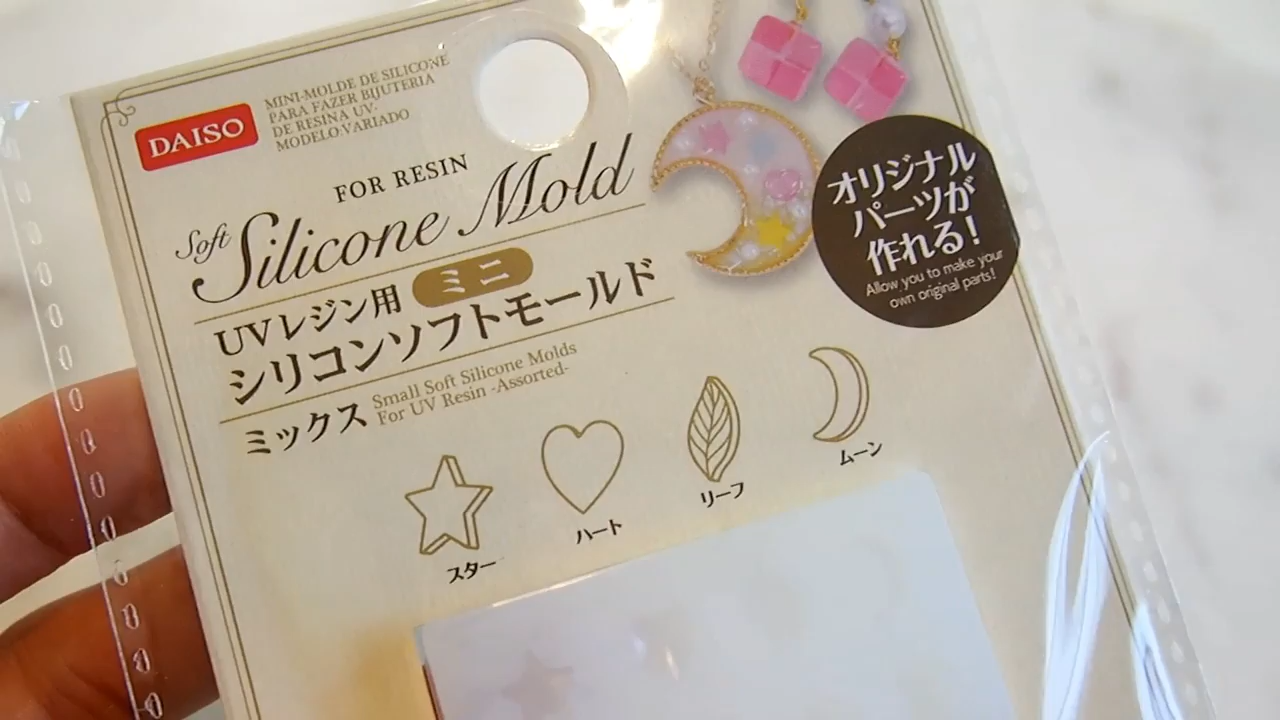 DAISO
MINI-MOLDE DE SILICONE
PARA FAZER BIJUTERIA
DE RESINA UV-
MODELO:VARIADO
FOR RESIN
Soft Silicone Mold
UVレジン用 ミニ
シリコンソフトモールド
ミックス
Small Soft Silicone Molds
For UV Resin -Assorted-
オリジナル
パーツが
作れる!
Allow you to make your
own original parts!
スター
ハート
リーフ
ムーン